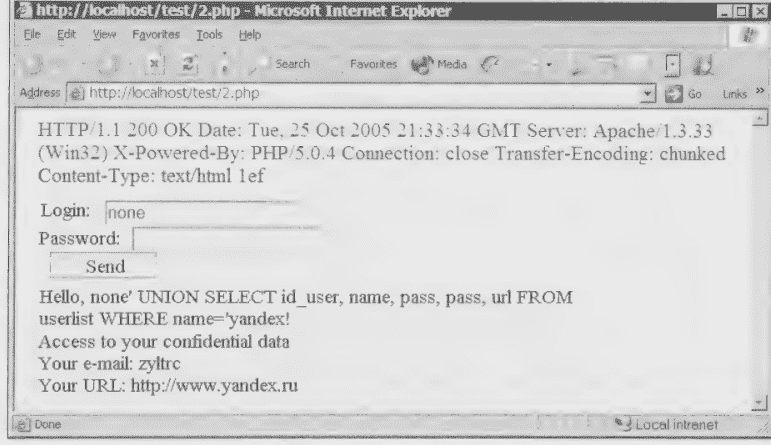 http://localhost/test/2.php - Microsoft Internet Explorer
File Edit View Favorites Tools Help
Search Favorites Media
Address http://localhost/test/2.php Go Links »
HTTP/1.1 200 OK Date: Tue, 25 Oct 2005 21:33:34 GMT Server: Apache/1.3.33
(Win32) X-Powered-By: PHP/5.0.4 Connection: close Transfer-Encoding: chunked
Content-Type: text/html 1ef
Login: none
Password:
Send
Hello, none' UNION SELECT id_user, name, pass, pass, url FROM
userlist WHERE name='yandex!
Access to your confidential data
Your e-mail: zyltrc
Your URL: http://www.yandex.ru
Done Local intranet